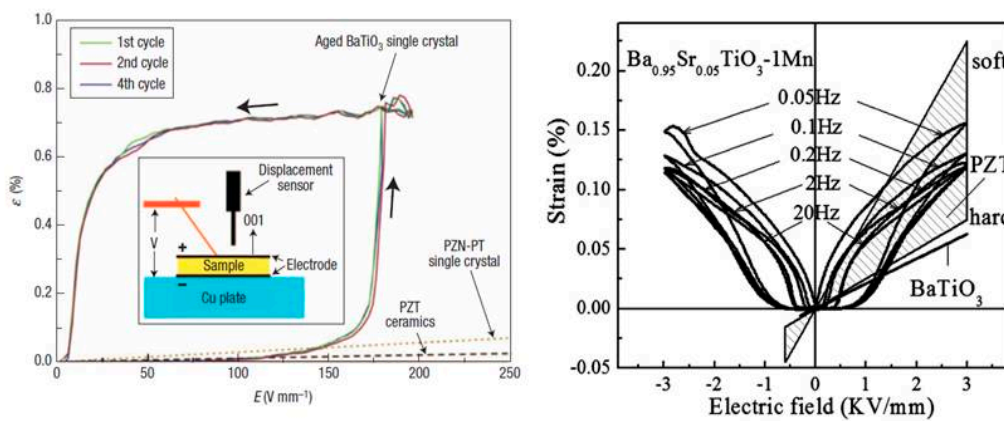 1.0
0.8
0.6
0.4
0.2
0.0
ε (%)
1st cycle
2nd cycle
4th cycle
Aged BaTiO₃ single crystal
Displacement
sensor
001
V
+
Sample
−
Electrode
Cu plate
PZN-PT
single crystal
PZT
ceramics
0 50 100 150 200 250
E (V mm⁻¹)
0.20
0.15
0.10
0.05
0.00
-0.05
Strain (%)
Ba₀.₉₅Sr₀.₀₅TiO₃-1Mn
soft
0.05Hz
0.1Hz
0.2Hz
2Hz
20Hz
PZT
hard
BaTiO₃
-3 -2 -1 0 1 2 3
Electric field (KV/mm)